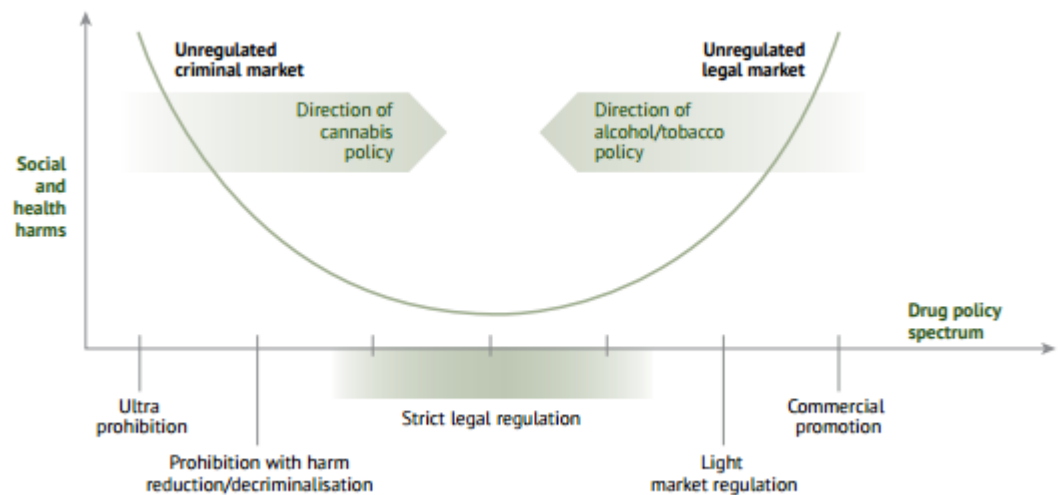 Unregulated
criminal market
Unregulated
legal market
Direction of
cannabis
policy
Direction of
alcohol/tobacco
policy
Social
and
health
harms
Drug policy
spectrum
Ultra
prohibition
Prohibition with harm
reduction/decriminalisation
Strict legal regulation
Light
market regulation
Commercial
promotion